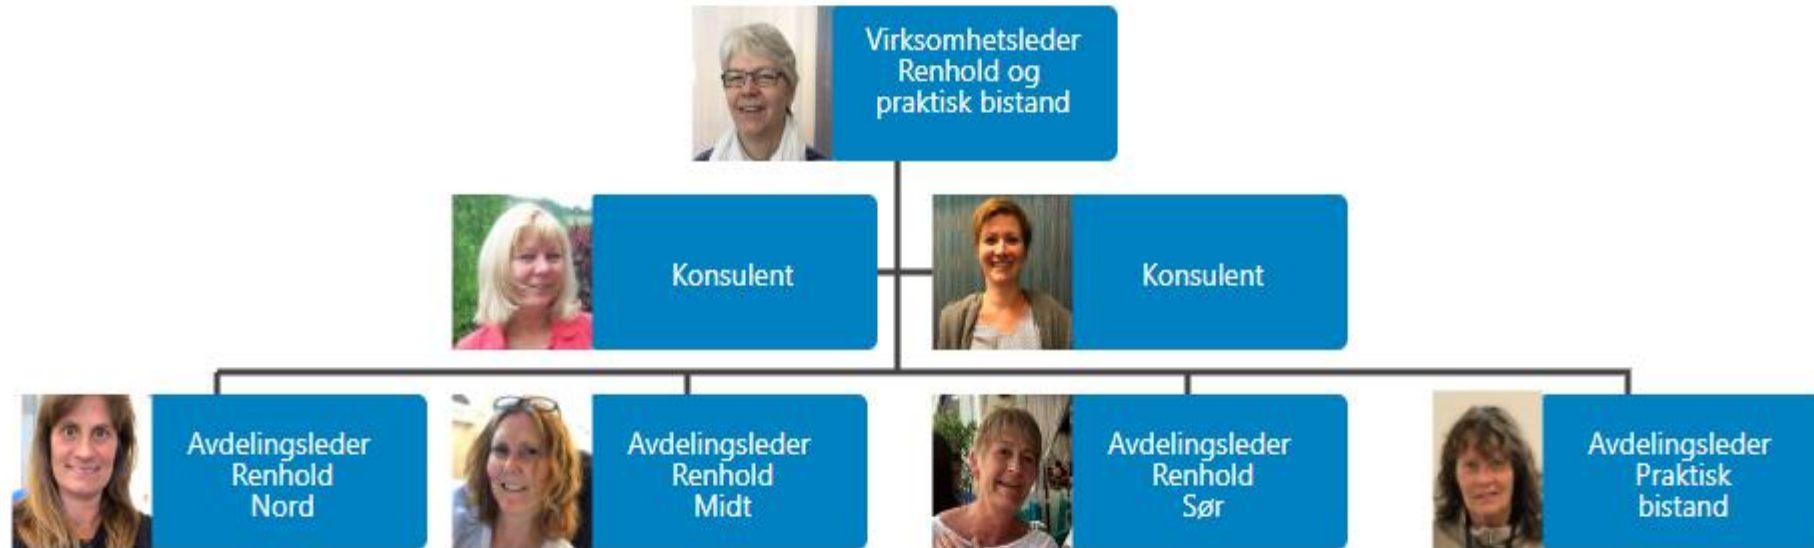 Virksomhetsleder
Renhold og
praktisk bistand
Konsulent
Konsulent
Avdelingsleder
Renhold
Nord
Avdelingsleder
Renhold
Midt
Avdelingsleder
Renhold
Sør
Avdelingsleder
Praktisk
bistand